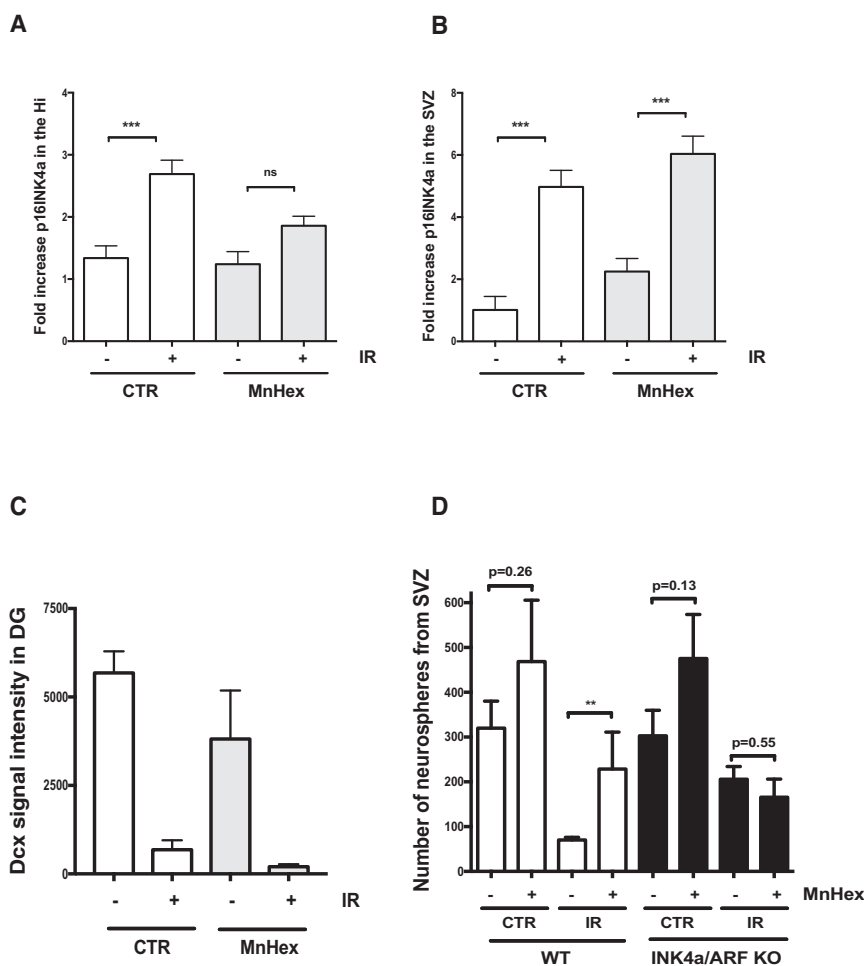 A
Fold increase p16INK4a in the Hi
4
3
2
1
0
***
ns
- + - + IR
CTR MnHex
B
Fold increase p16INK4a in the SVZ
8
6
4
2
0
***
***
- + - + IR
CTR MnHex
C
Dcx signal intensity in DG
7500
5000
2500
0
- + - + IR
CTR MnHex
D
Number of neurospheres from SVZ
600
500
400
300
200
100
0
p=0.26
**
p=0.13
p=0.55
- + - + - + - + MnHex
CTR IR CTR IR
WT INK4a/ARF KO